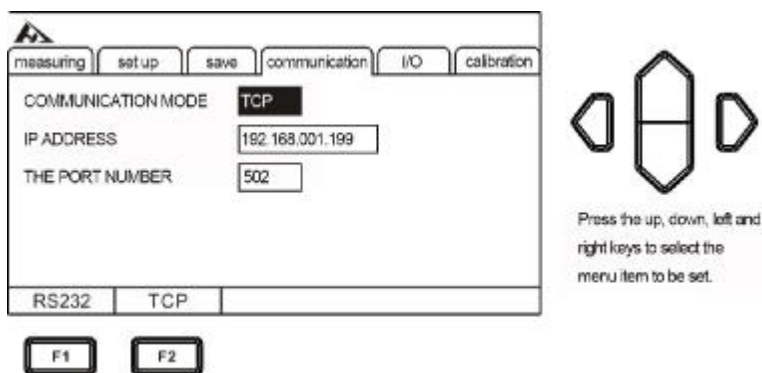 measuring set up save communication I/O calibration
COMMUNICATION MODE TCP
IP ADDRESS 192.168.001.199
THE PORT NUMBER 502
Press the up, down, left and
right keys to select the
menu item to be set.
RS232 TCP
F1 F2